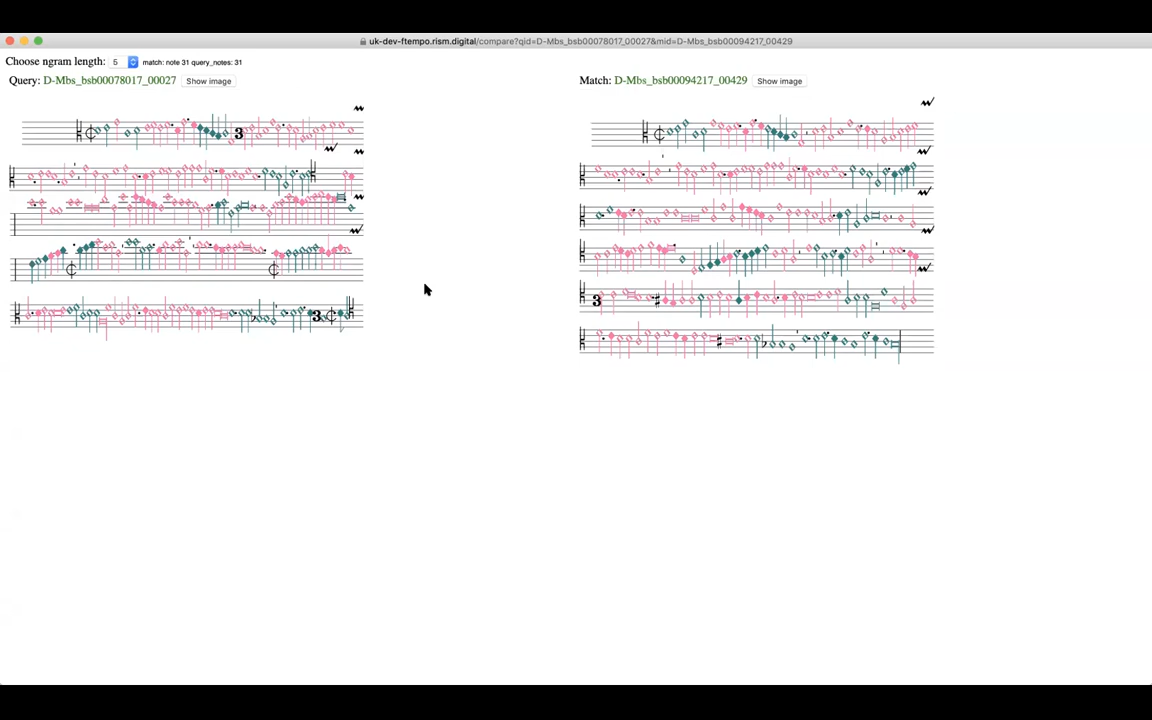 uk-dev-ftempo.rism.digital/compare?qid=D-Mbs_bsb00078017_00027&mid=D-Mbs_bsb00094217_00429
Choose ngram length: 5 match: note 31 query_notes: 31
Query: D-Mbs_bsb00078017_00027 Show image
Match: D-Mbs_bsb00094217_00429 Show image